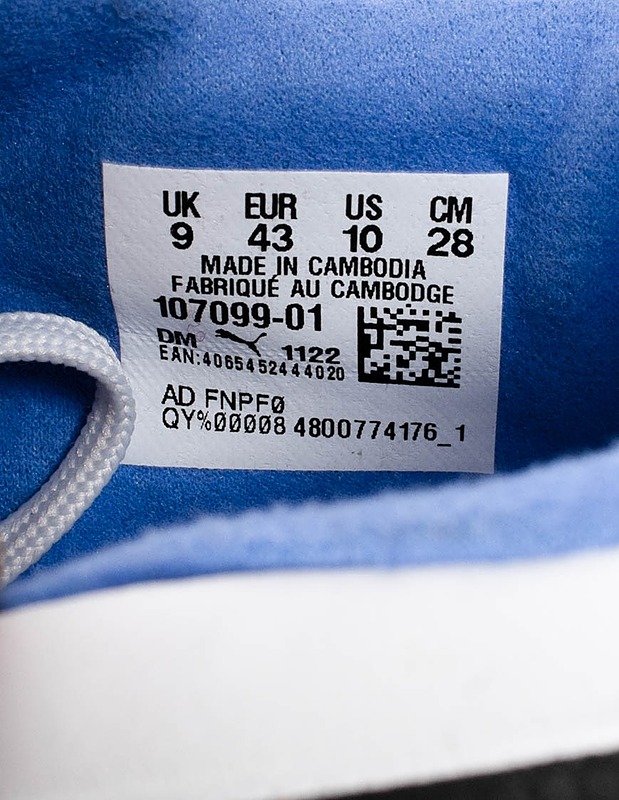 UK EUR US CM
9 43 10 28
MADE IN CAMBODIA
FABRIQUÉ AU CAMBODGE
107099-01
DM 1122
EAN:4065452444020
AD FNPFØ
QY%ØØØØ8 4800774176_1